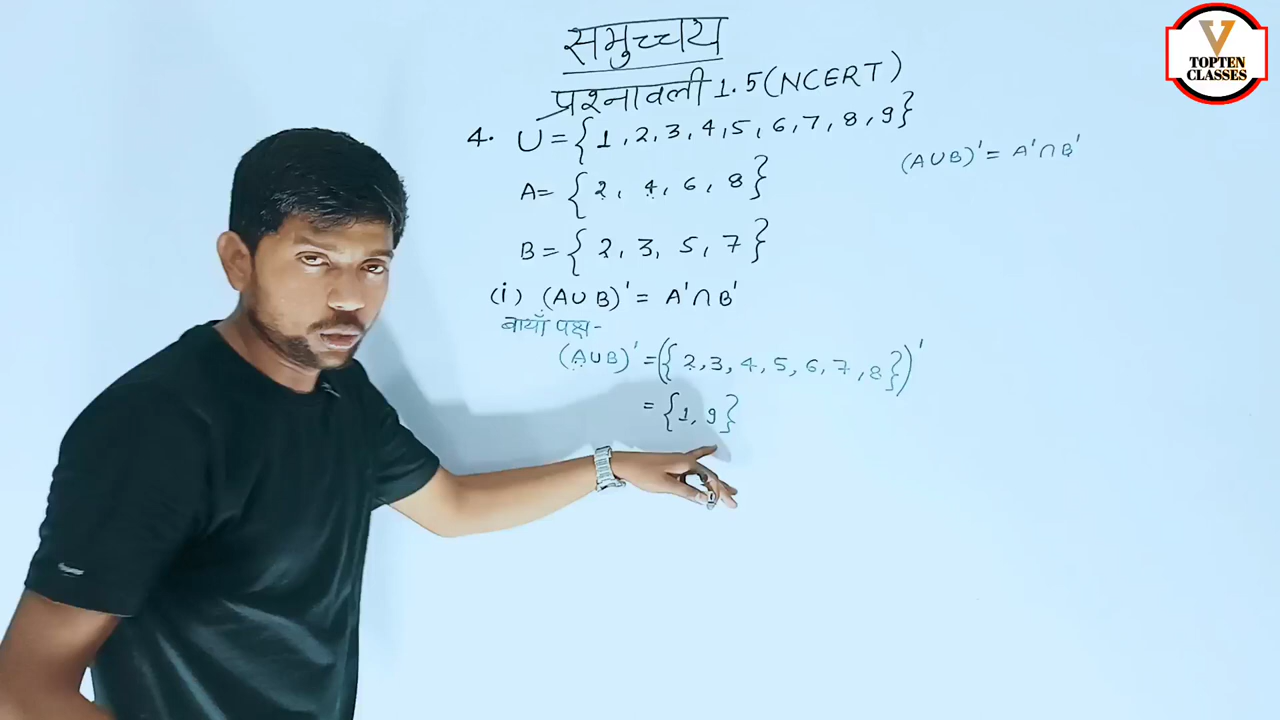 समुच्चय
प्रश्नावली 1.5(NCERT)
4. U = {1, 2, 3, 4, 5, 6, 7, 8, 9}
(A∪B)' = A'∩B'
A = {2, 4, 6, 8}
B = {2, 3, 5, 7}
(i) (A∪B)' = A'∩B'
बायाँ पक्ष-
(A∪B)' = ({2, 3, 4, 5, 6, 7, 8})'
= {1, 9}
V
TOPTEN
CLASSES